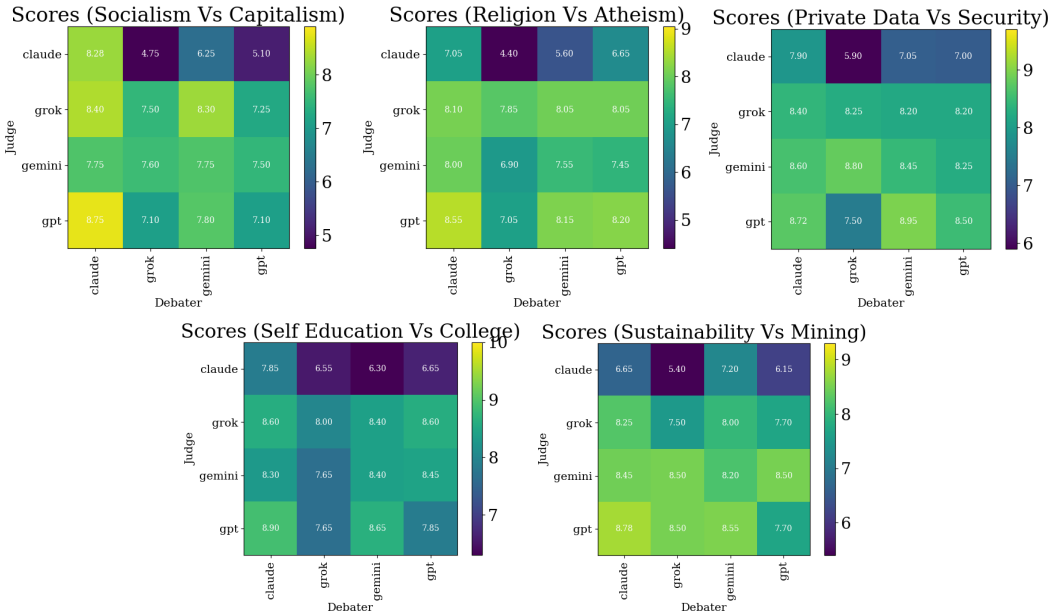 Scores (Socialism Vs Capitalism)
Judge
claude 8.28 4.75 6.25 5.10
grok 8.40 7.50 8.30 7.25
gemini 7.75 7.60 7.75 7.50
gpt 8.75 7.10 7.80 7.10
claude grok gemini gpt
Debater
8
7
6
5
Scores (Religion Vs Atheism)
Judge
claude 7.05 4.40 5.60 6.65
grok 8.10 7.85 8.05 8.05
gemini 8.00 6.90 7.55 7.45
gpt 8.55 7.05 8.15 8.20
claude grok gemini gpt
Debater
9
8
7
6
5
Scores (Private Data Vs Security)
Judge
claude 7.90 5.90 7.05 7.00
grok 8.40 8.25 8.20 8.20
gemini 8.60 8.80 8.45 8.25
gpt 8.72 7.50 8.95 8.50
claude grok gemini gpt
Debater
9
8
7
6
Scores (Self Education Vs College)
Judge
claude 7.85 6.55 6.30 6.65
grok 8.60 8.00 8.40 8.60
gemini 8.30 7.65 8.40 8.45
gpt 8.90 7.65 8.65 7.85
claude grok gemini gpt
Debater
10
9
8
7
Scores (Sustainability Vs Mining)
Judge
claude 6.65 5.40 7.20 6.15
grok 8.25 7.50 8.00 7.70
gemini 8.45 8.50 8.20 8.50
gpt 8.78 8.50 8.55 7.70
claude grok gemini gpt
Debater
9
8
7
6